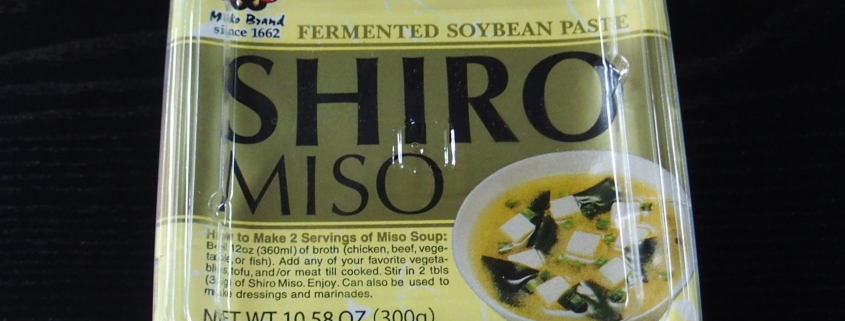 Miko Brand
since 1662
FERMENTED SOYBEAN PASTE
SHIRO
MISO
How to Make 2 Servings of Miso Soup:
Boil 12oz (360ml) of broth (chicken, beef, vege-
table, or fish). Add any of your favorite vegeta-
bles, tofu, and/or meat till cooked. Stir in 2 tbls
of Shiro Miso. Enjoy. Can also be used to
make dressings and marinades.
NET WT 10.58 OZ (300g)